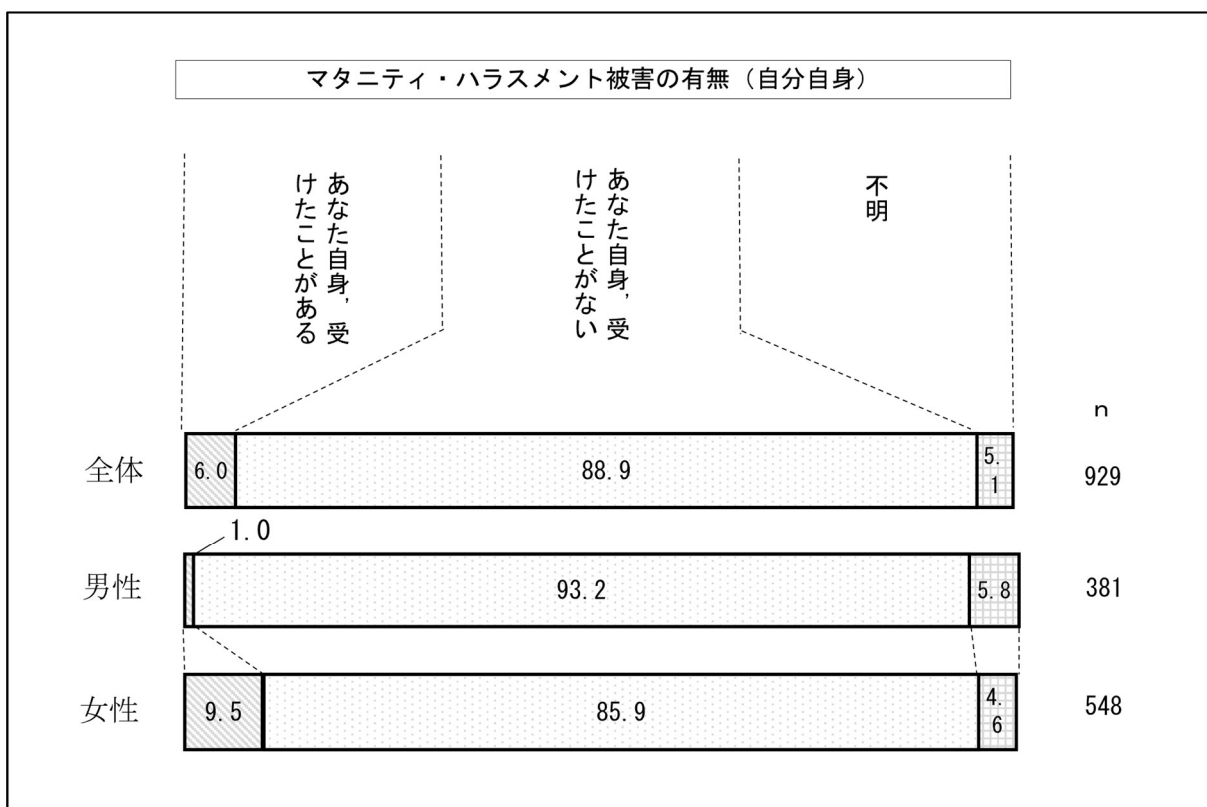 マタニティ・ハラスメント被害の有無（自分自身）
あなた自身，受
けたことがある
あなた自身，受
けたことがない
不明
n
全体
6.0
88.9
5.
1
929
1.0
男性
93.2
5.8
381
女性
9.5
85.9
4.
6
548